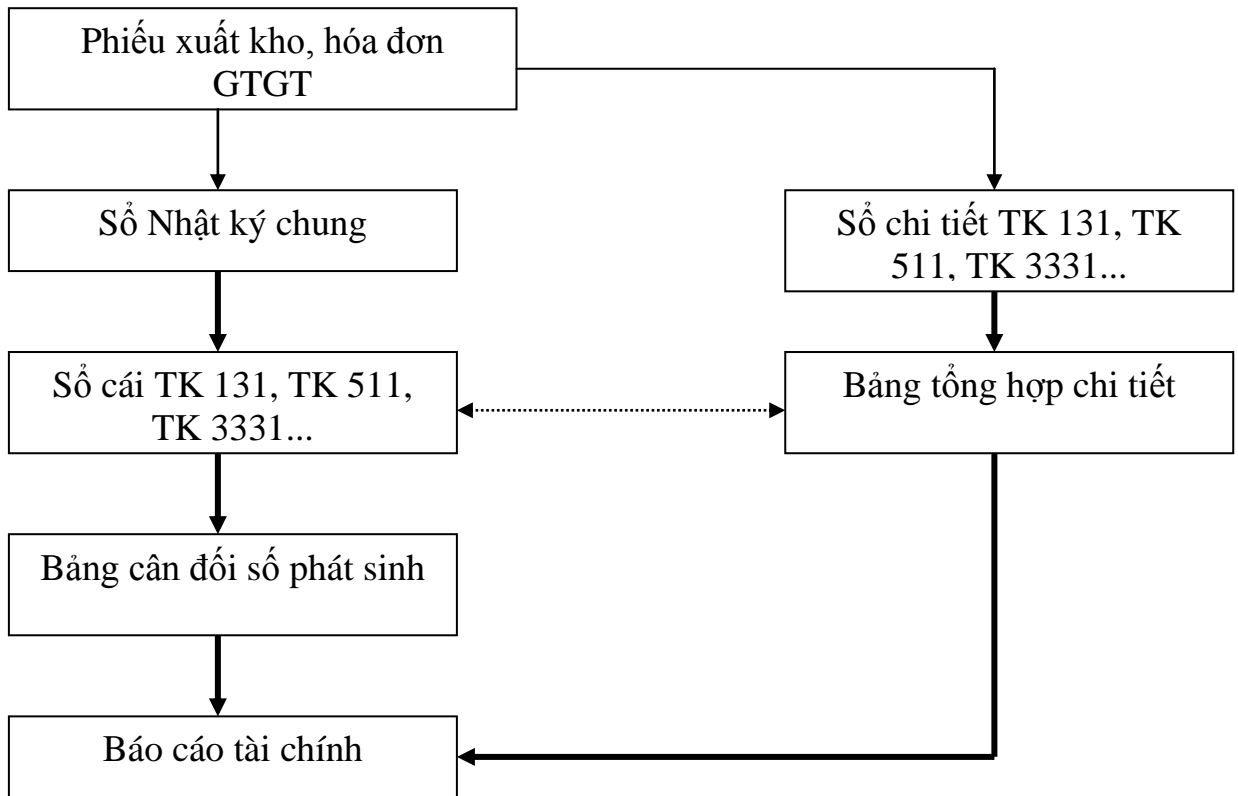 Phiếu xuất kho, hóa đơn
GTGT
Sổ Nhật ký chung
Sổ chi tiết TK 131, TK
511, TK 3331...
Sổ cái TK 131, TK 511,
TK 3331...
Bảng tổng hợp chi tiết
Bảng cân đối số phát sinh
Báo cáo tài chính